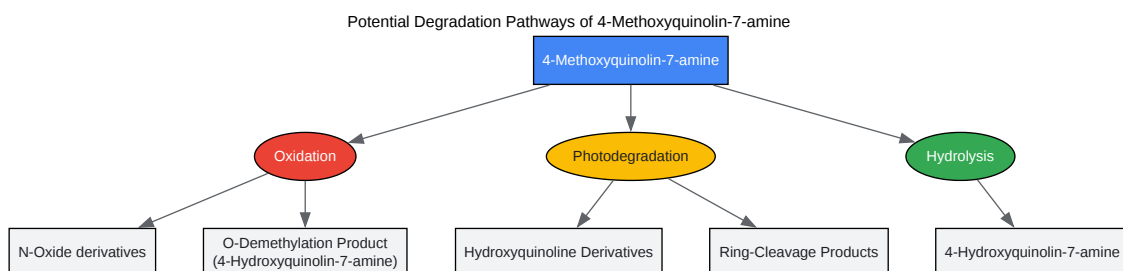 Potential Degradation Pathways of 4-Methoxyquinolin-7-amine
4-Methoxyquinolin-7-amine
Oxidation
Photodegradation
Hydrolysis
N-Oxide derivatives
O-Demethylation Product
(4-Hydroxyquinolin-7-amine)
Hydroxyquinoline Derivatives
Ring-Cleavage Products
4-Hydroxyquinolin-7-amine